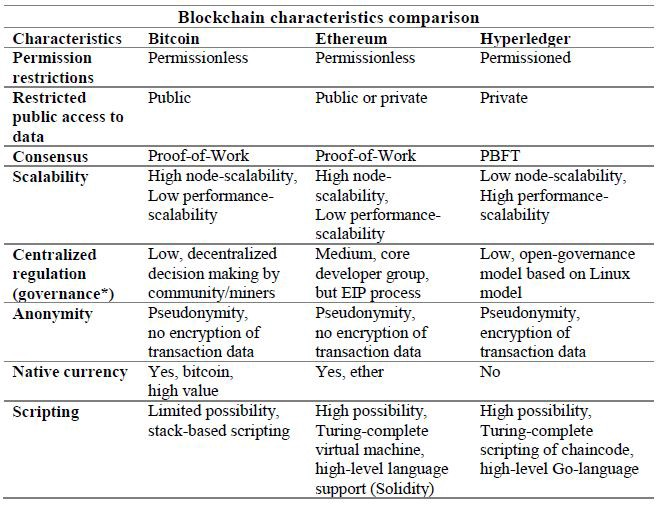 Blockchain characteristics comparison
Characteristics Bitcoin Ethereum Hyperledger
Permission restrictions Permissionless Permissionless Permissioned
Restricted public access to data Public Public or private Private
Consensus Proof-of-Work Proof-of-Work PBFT
Scalability High node-scalability, Low performance-scalability High node-scalability, Low performance-scalability Low node-scalability, High performance-scalability
Centralized regulation (governance*) Low, decentralized decision making by community/miners Medium, core developer group, but EIP process Low, open-governance model based on Linux model
Anonymity Pseudonymity, no encryption of transaction data Pseudonymity, no encryption of transaction data Pseudonymity, encryption of transaction data
Native currency Yes, bitcoin, high value Yes, ether No
Scripting Limited possibility, stack-based scripting High possibility, Turing-complete virtual machine, high-level language support (Solidity) High possibility, Turing-complete scripting of chaincode, high-level Go-language